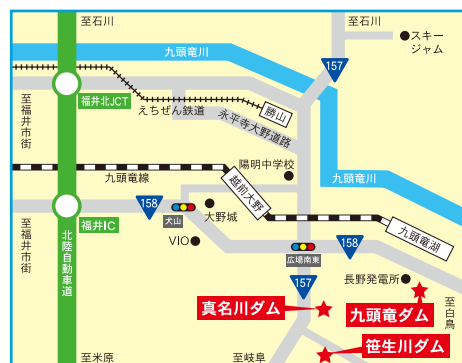 至石川
至石川
スキー
ジャム
九頭竜川
157
福井北JCT
至福井市街
えちぜん鉄道
勝山
永平寺大野道路
陽明中学校
九頭竜線
越前大野
九頭竜川
158
犬山
大野城
福井IC
九頭竜湖
至福井市街
北陸自動車道
VIO
広場南東
158
長野発電所
157
至白鳥
真名川ダム
九頭竜ダム
笹生川ダム
至米原
至岐阜